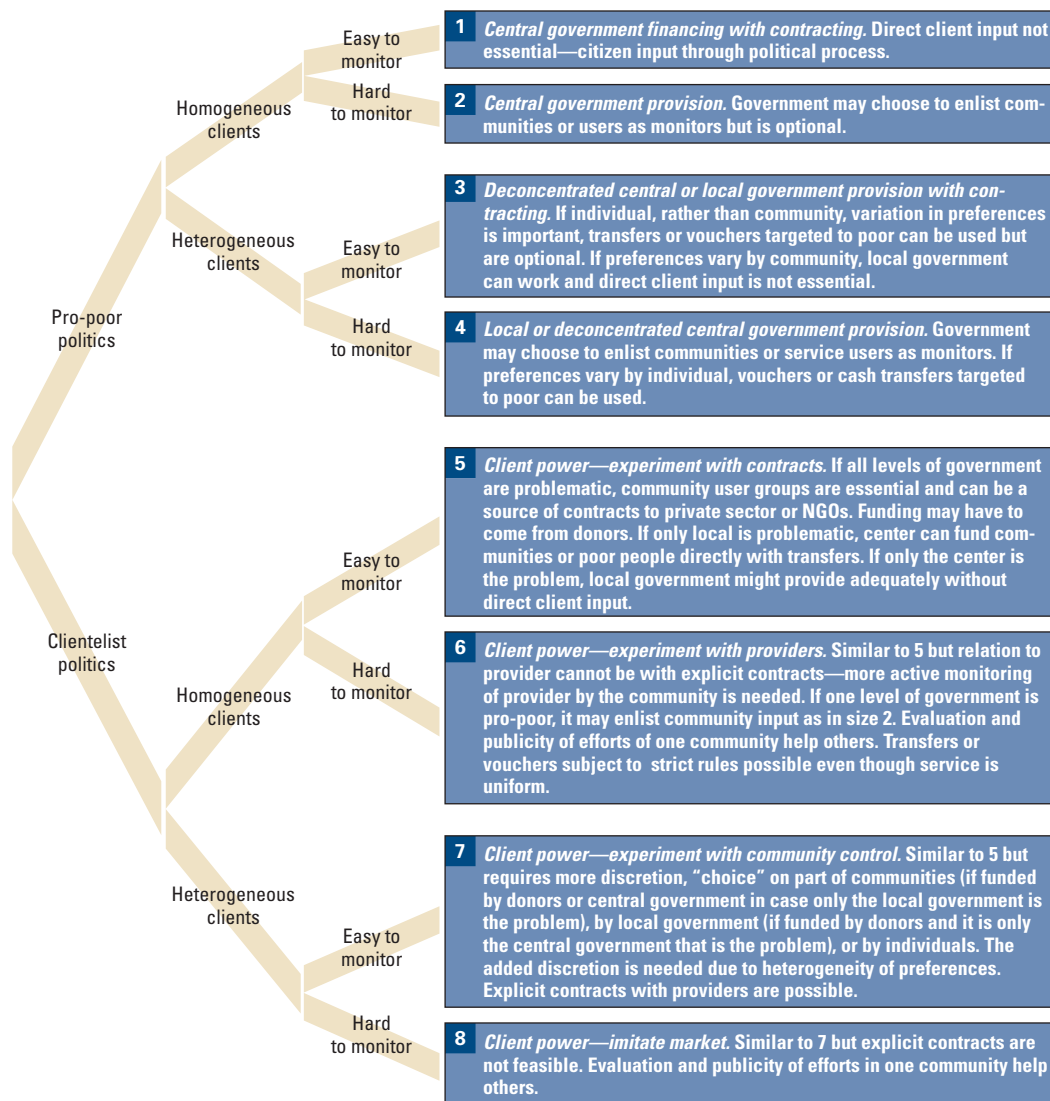 Easy to
monitor
1 Central government financing with contracting. Direct client input not
essential—citizen input through political process.
Hard
to monitor
Homogeneous
clients
2 Central government provision. Government may choose to enlist com-
munities or users as monitors but is optional.
3 Deconcentrated central or local government provision with con-
tracting. If individual, rather than community, variation in preferences
is important, transfers or vouchers targeted to poor can be used but
are optional. If preferences vary by community, local government
can work and direct client input is not essential.
Heterogeneous
clients
Easy to
monitor
Pro-poor
politics
Hard
to monitor
4 Local or deconcentrated central government provision. Government
may choose to enlist communities or service users as monitors. If
preferences vary by individual, vouchers or cash transfers targeted
to poor can be used.
5 Client power—experiment with contracts. If all levels of government
are problematic, community user groups are essential and can be a
source of contracts to private sector or NGOs. Funding may have to
come from donors. If only local is problematic, center can fund com-
munities or poor people directly with transfers. If only the center is
the problem, local government might provide adequately without
direct client input.
Easy to
monitor
Clientelist
politics
Homogeneous
clients
Hard
to monitor
6 Client power—experiment with providers. Similar to 5 but relation to
provider cannot be with explicit contracts—more active monitoring
of provider by the community is needed. If one level of government is
pro-poor, it may enlist community input as in size 2. Evaluation and
publicity of efforts of one community help others. Transfers or
vouchers subject to strict rules possible even though service is
uniform.
7 Client power—experiment with community control. Similar to 5 but
requires more discretion, “choice” on part of communities (if funded
by donors or central government in case only the local government is
the problem), by local government (if funded by donors and it is only
the central government that is the problem), or by individuals. The
added discretion is needed due to heterogeneity of preferences.
Explicit contracts with providers are possible.
Heterogeneous
clients
Easy to
monitor
Hard
to monitor
8 Client power—imitate market. Similar to 7 but explicit contracts are
not feasible. Evaluation and publicity of efforts in one community help
others.